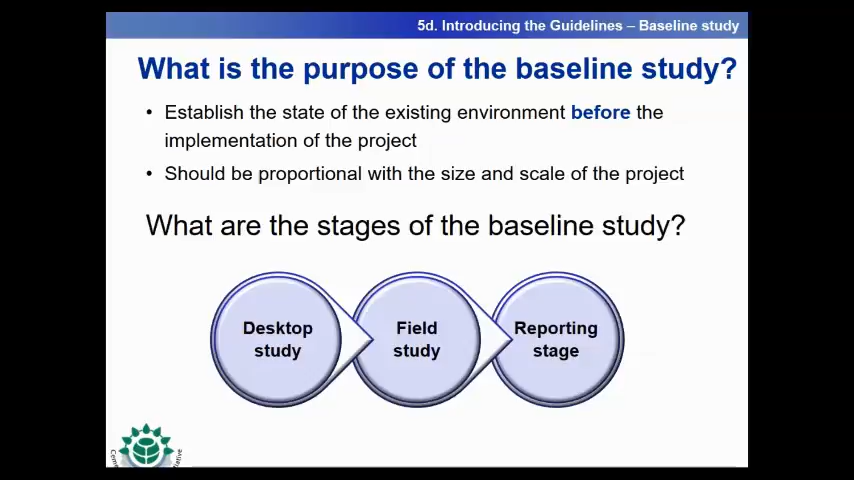 5d. Introducing the Guidelines – Baseline study
What is the purpose of the baseline study?
• Establish the state of the existing environment before the
implementation of the project
• Should be proportional with the size and scale of the project
What are the stages of the baseline study?
Desktop
study
Field
study
Reporting
stage